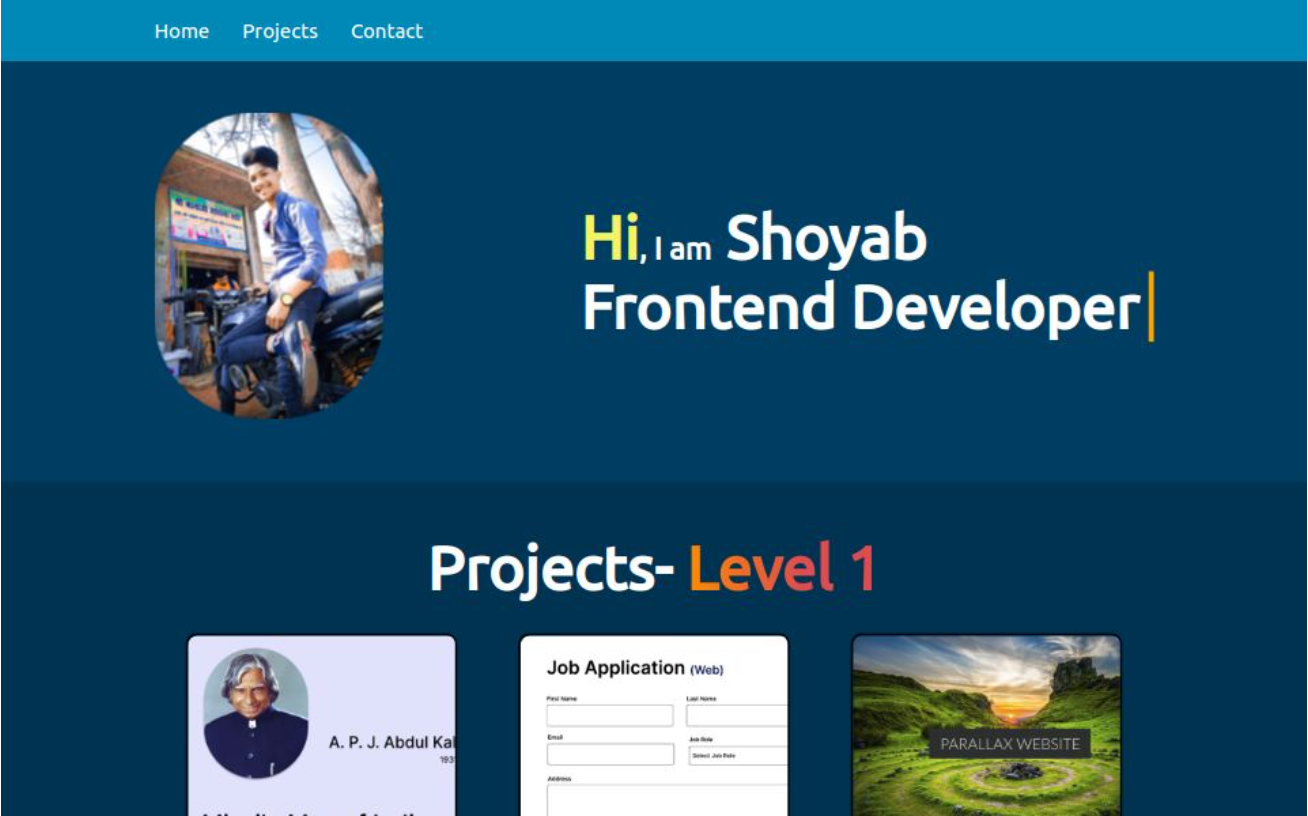 Home Projects Contact
Hi, I am Shoyab
Frontend Developer
Projects- Level 1
A. P. J. Abdul Kal
193
Job Application (Web)
First Name Last Name
Email Job Role
Select Job Role
Address
PARALLAX WEBSITE